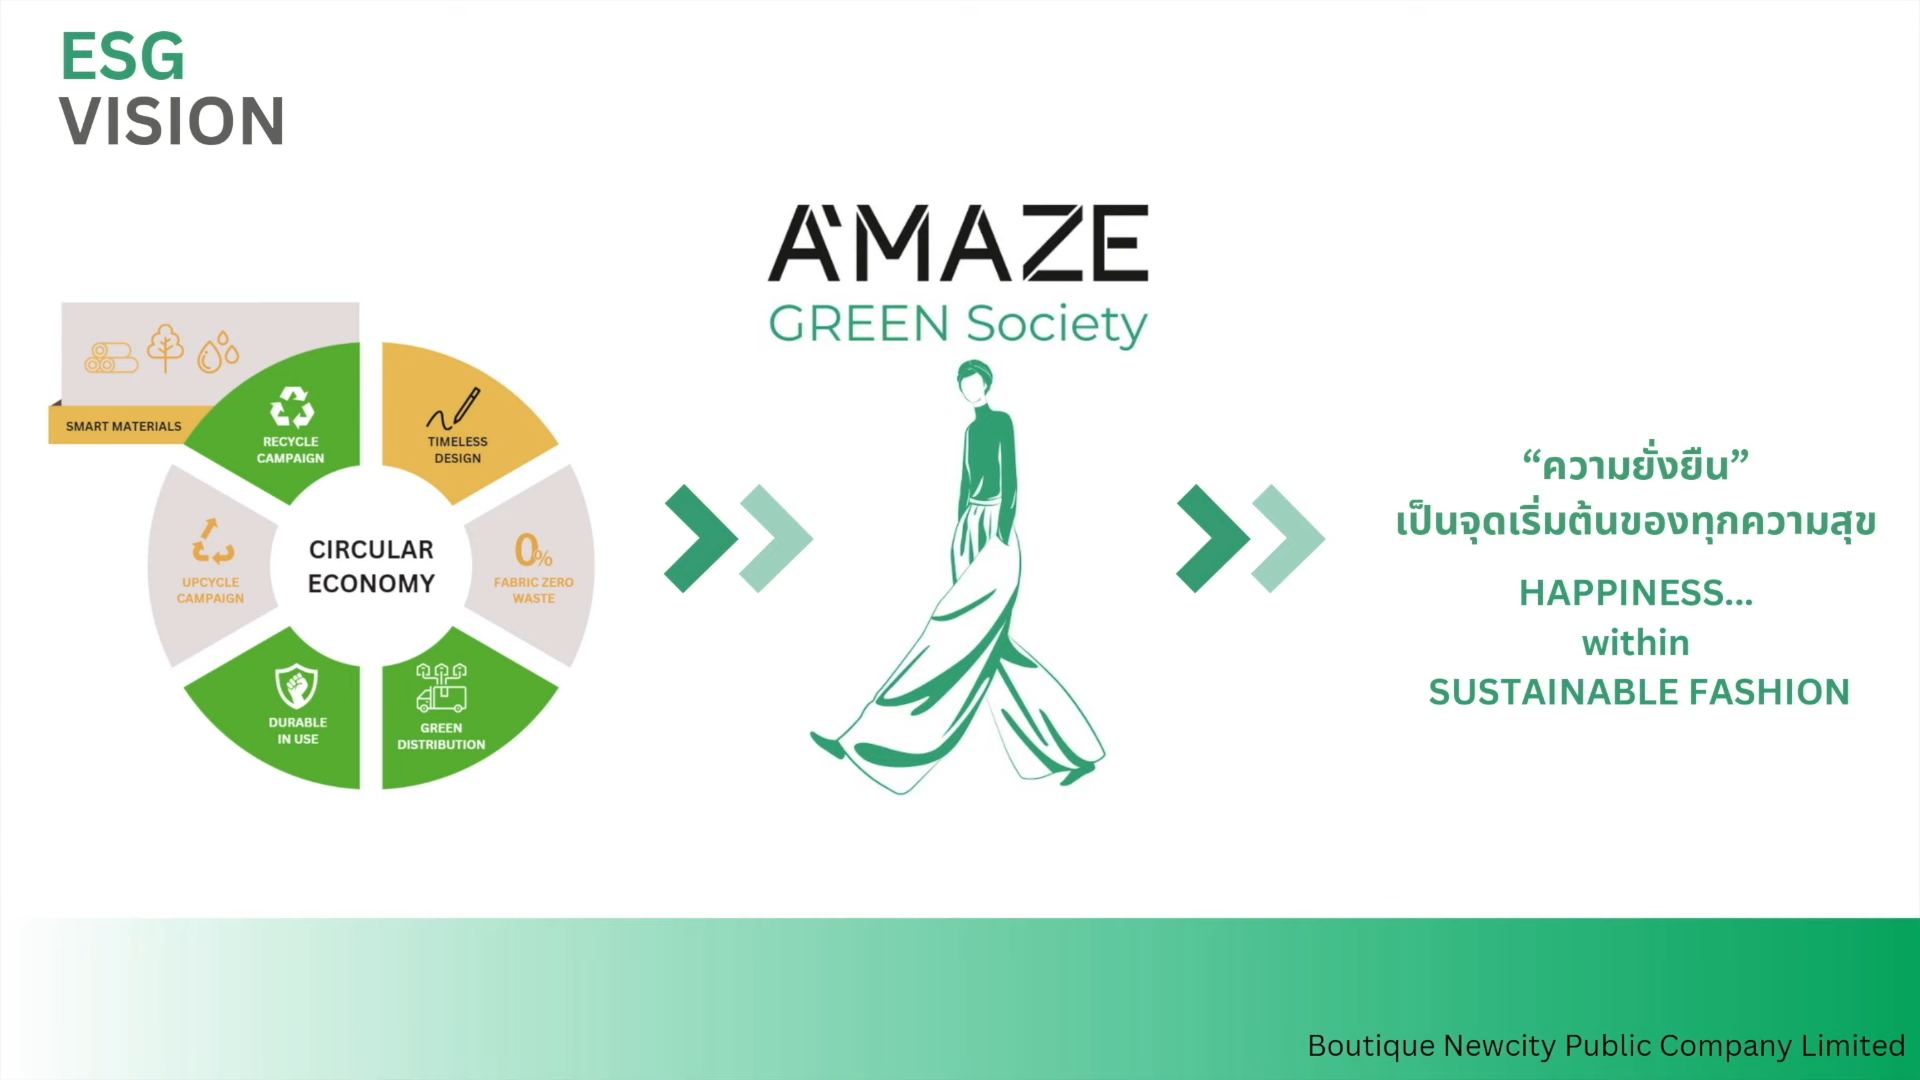 ESG
VISION
A'MAZE
GREEN Society
SMART MATERIALS
RECYCLE
CAMPAIGN
TIMELESS
DESIGN
UPCYCLE
CAMPAIGN
CIRCULAR
ECONOMY
0%
FABRIC ZERO
WASTE
DURABLE
IN USE
GREEN
DISTRIBUTION
“ความยั่งยืน”
เป็นจุดเริ่มต้นของทุกความสุข
HAPPINESS...
within
SUSTAINABLE FASHION
Boutique Newcity Public Company Limited